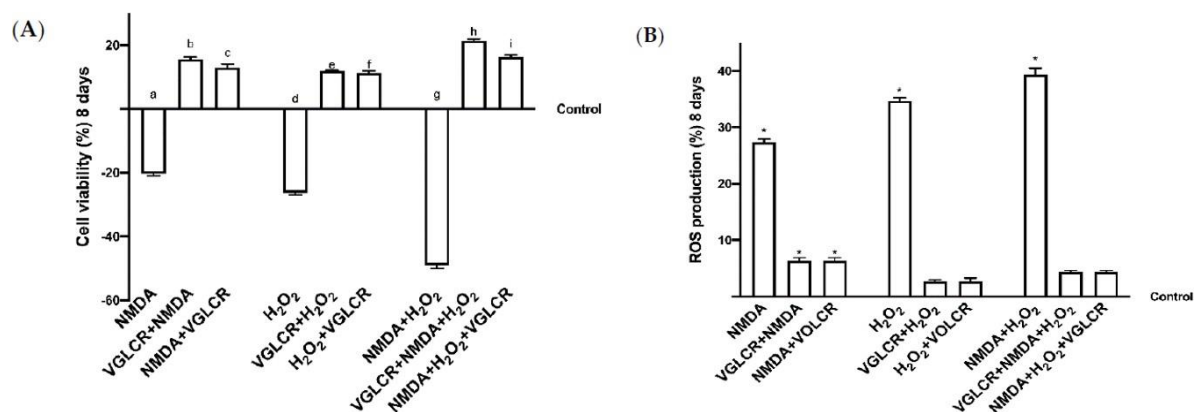 (A)
Cell viability (%) 8 days
20
0
-20
-40
-60
a
b
c
d
e
f
g
h
i
Control
NMDA
VGLCR+NMDA
NMDA+VGLCR
H₂O₂
VGLCR+H₂O₂
H₂O₂+VGLCR
NMDA+H₂O₂
VGLCR+NMDA+H₂O₂
NMDA+H₂O₂+VGLCR
(B)
ROS production (%) 8 days
40
30
20
10
*
*
*
*
*
Control
NMDA
VGLCR+NMDA
NMDA+VOLCR
H₂O₂
VGLCR+H₂O₂
H₂O₂+VOLCR
NMDA+H₂O₂
VGLCR+NMDA+H₂O₂
NMDA+H₂O₂+VGLCR